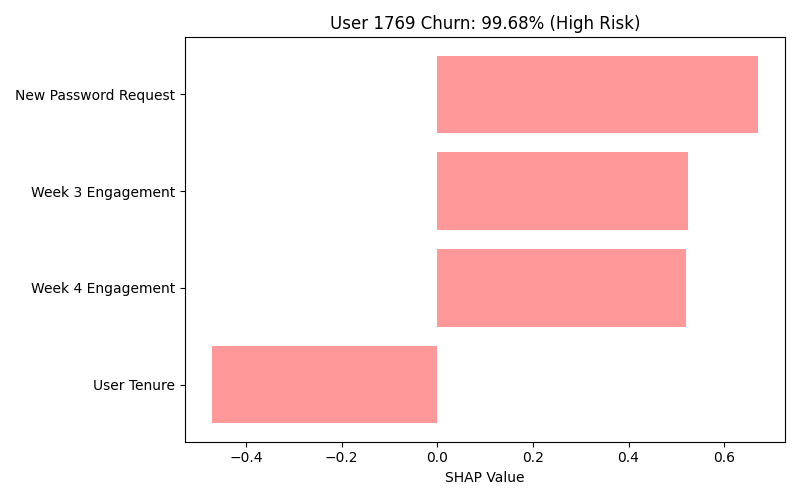 User 1769 Churn: 99.68% (High Risk)
New Password Request
Week 3 Engagement
Week 4 Engagement
User Tenure
−0.4 −0.2 0.0 0.2 0.4 0.6
SHAP Value